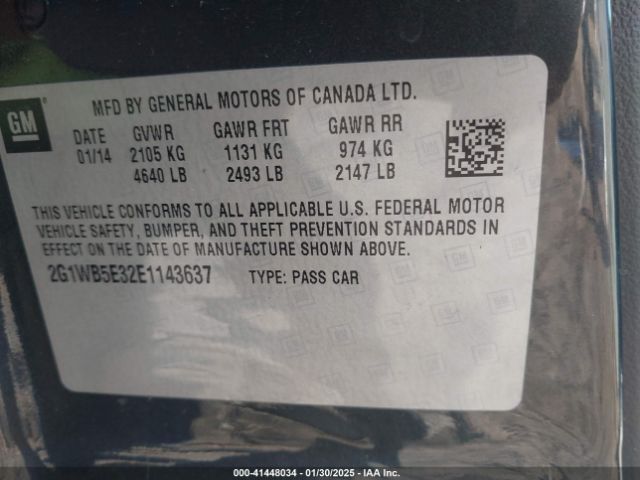 GM
MFD BY GENERAL MOTORS OF CANADA LTD.
DATE GVWR GAWR FRT GAWR RR
01/14 2105 KG 1131 KG 974 KG
4640 LB 2493 LB 2147 LB
THIS VEHICLE CONFORMS TO ALL APPLICABLE U.S. FEDERAL MOTOR
VEHICLE SAFETY, BUMPER, AND THEFT PREVENTION STANDARDS IN
EFFECT ON THE DATE OF MANUFACTURE SHOWN ABOVE.
2G1WB5E32E1143637 TYPE: PASS CAR
000-41448034 - 01/30/2025 - IAA Inc.